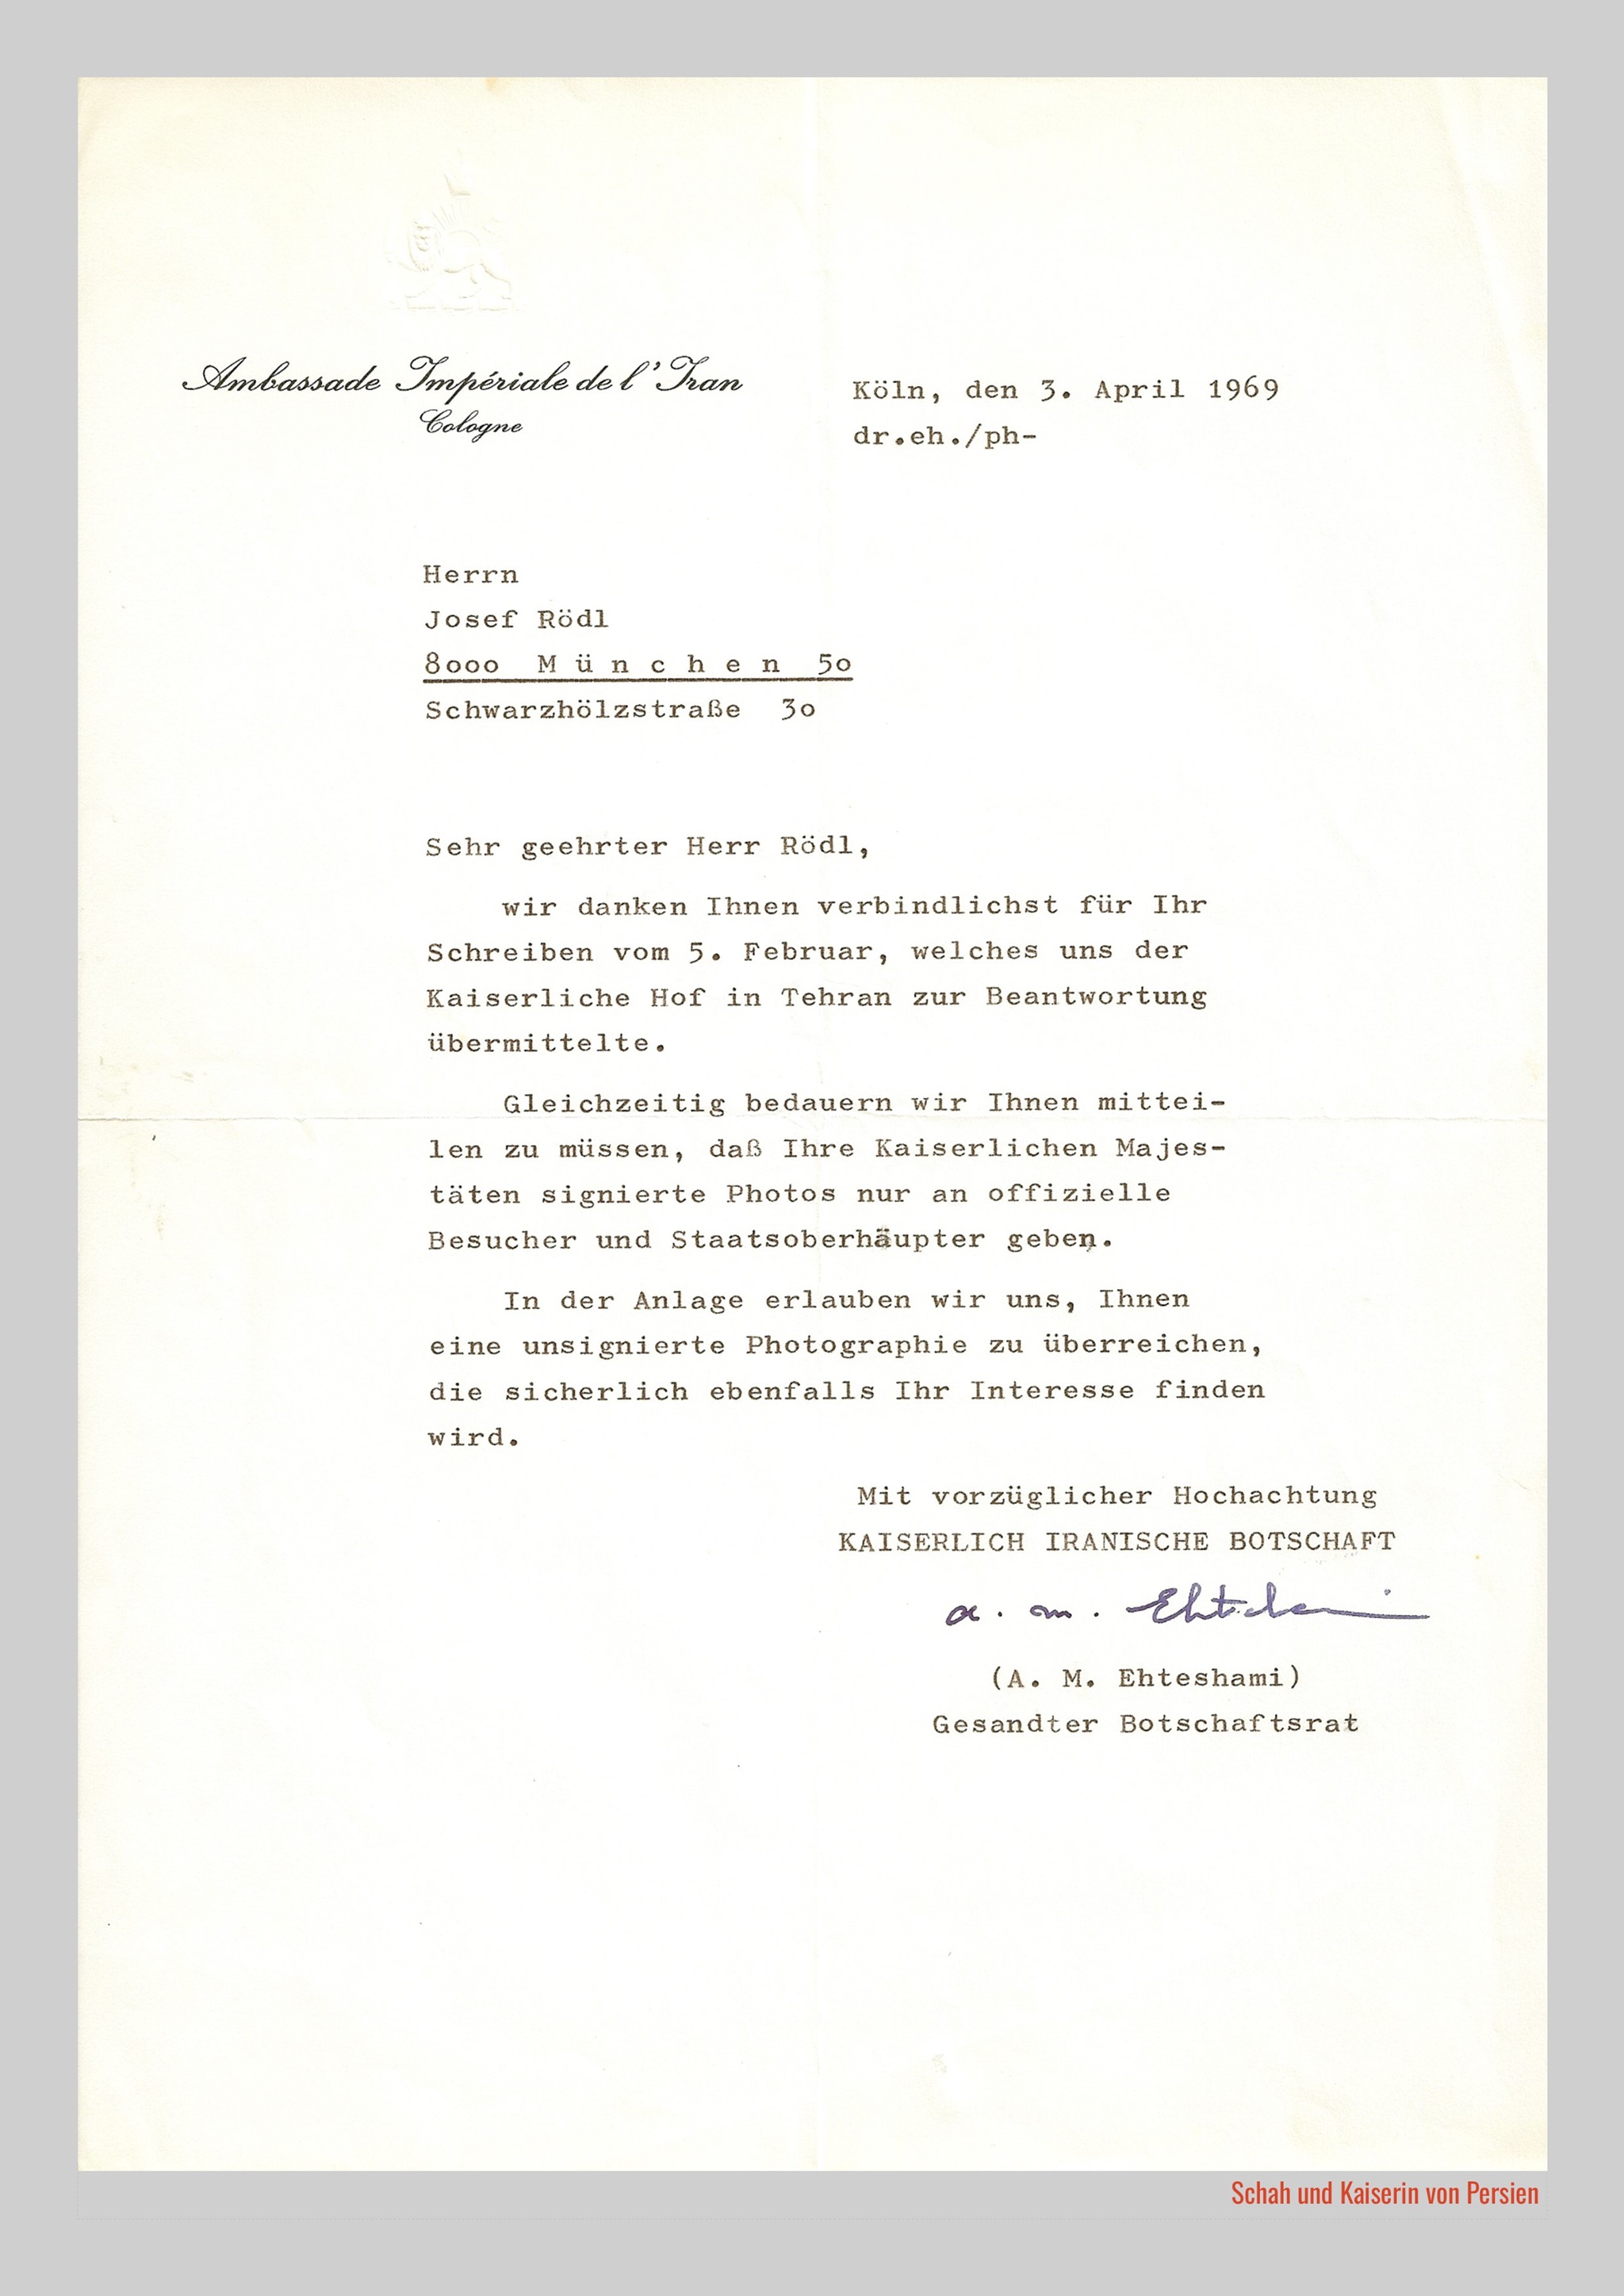 Ambassade Impériale de l'Iran
Cologne
Köln, den 3. April 1969
dr.eh./ph-
Herrn
Josef Rödl
8ooo M ü n c h e n 5o
Schwarzhölzstraße 3o
Sehr geehrter Herr Rödl,
wir danken Ihnen verbindlichst für Ihr
Schreiben vom 5. Februar, welches uns der
Kaiserliche Hof in Tehran zur Beantwortung
übermittelte.
Gleichzeitig bedauern wir Ihnen mittei-
len zu müssen, daß Ihre Kaiserlichen Majes-
täten signierte Photos nur an offizielle
Besucher und Staatsoberhäupter geben.
In der Anlage erlauben wir uns, Ihnen
eine unsignierte Photographie zu überreichen,
die sicherlich ebenfalls Ihr Interesse finden
wird.
Mit vorzüglicher Hochachtung
KAISERLICH IRANISCHE BOTSCHAFT
a. m. Ehteshami
(A. M. Ehteshami)
Gesandter Botschaftsrat
Schah und Kaiserin von Persien